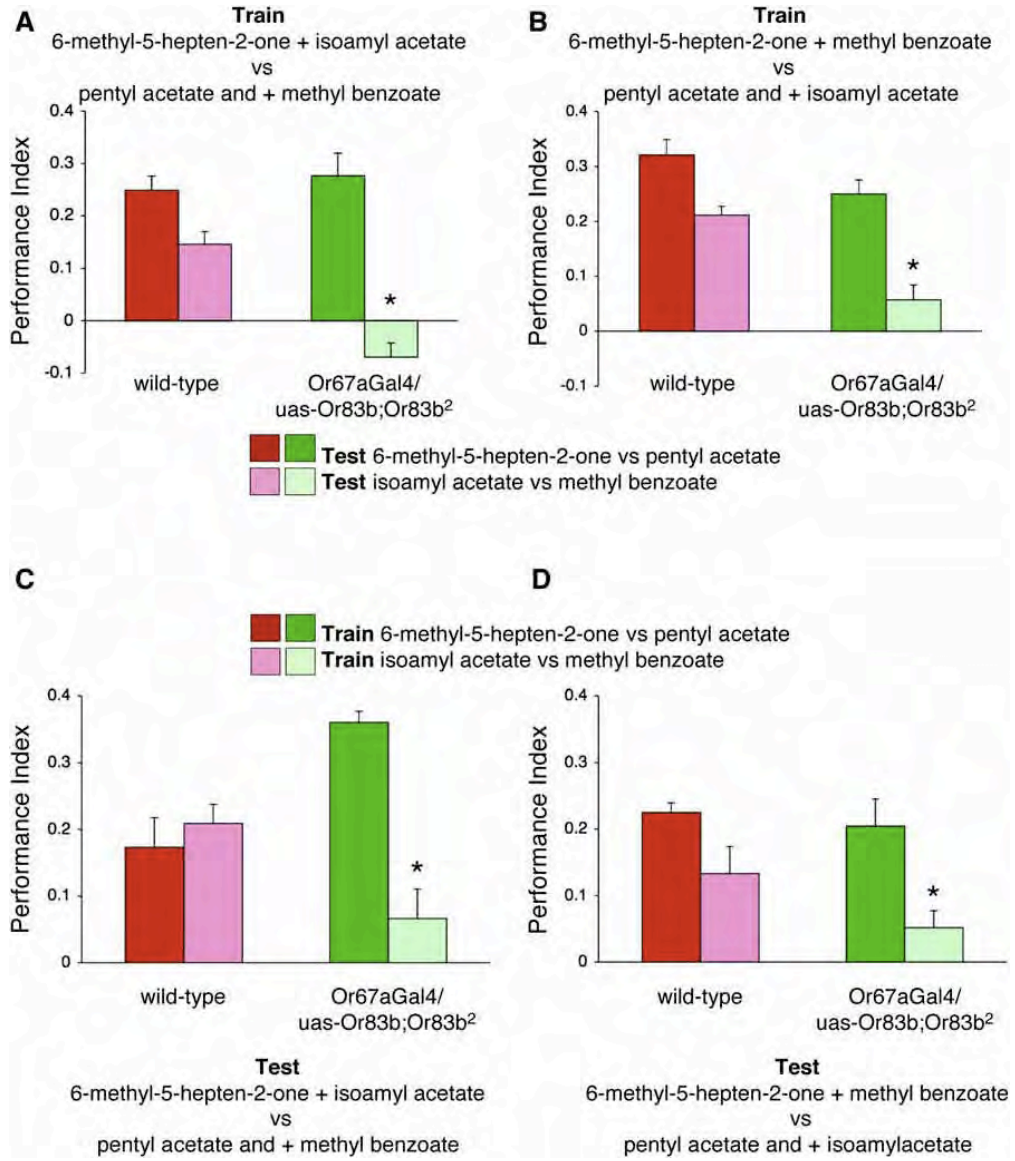 A
Train
6-methyl-5-hepten-2-one + isoamyl acetate
vs
pentyl acetate and + methyl benzoate
0.4
0.3
0.2
0.1
0
-0.1
Performance Index
*
wild-type
Or67aGal4/
uas-Or83b;Or83b²
B
Train
6-methyl-5-hepten-2-one + methyl benzoate
vs
pentyl acetate and + isoamyl acetate
0.4
0.3
0.2
0.1
0
-0.1
Performance Index
*
wild-type
Or67aGal4/
uas-Or83b;Or83b²
Test 6-methyl-5-hepten-2-one vs pentyl acetate
Test isoamyl acetate vs methyl benzoate
C
D
Train 6-methyl-5-hepten-2-one vs pentyl acetate
Train isoamyl acetate vs methyl benzoate
0.4
0.3
0.2
0.1
0
Performance Index
*
wild-type
Or67aGal4/
uas-Or83b;Or83b²
Test
6-methyl-5-hepten-2-one + isoamyl acetate
vs
pentyl acetate and + methyl benzoate
0.4
0.3
0.2
0.1
0
Performance Index
*
wild-type
Or67aGal4/
uas-Or83b;Or83b²
Test
6-methyl-5-hepten-2-one + methyl benzoate
vs
pentyl acetate and + isoamylacetate